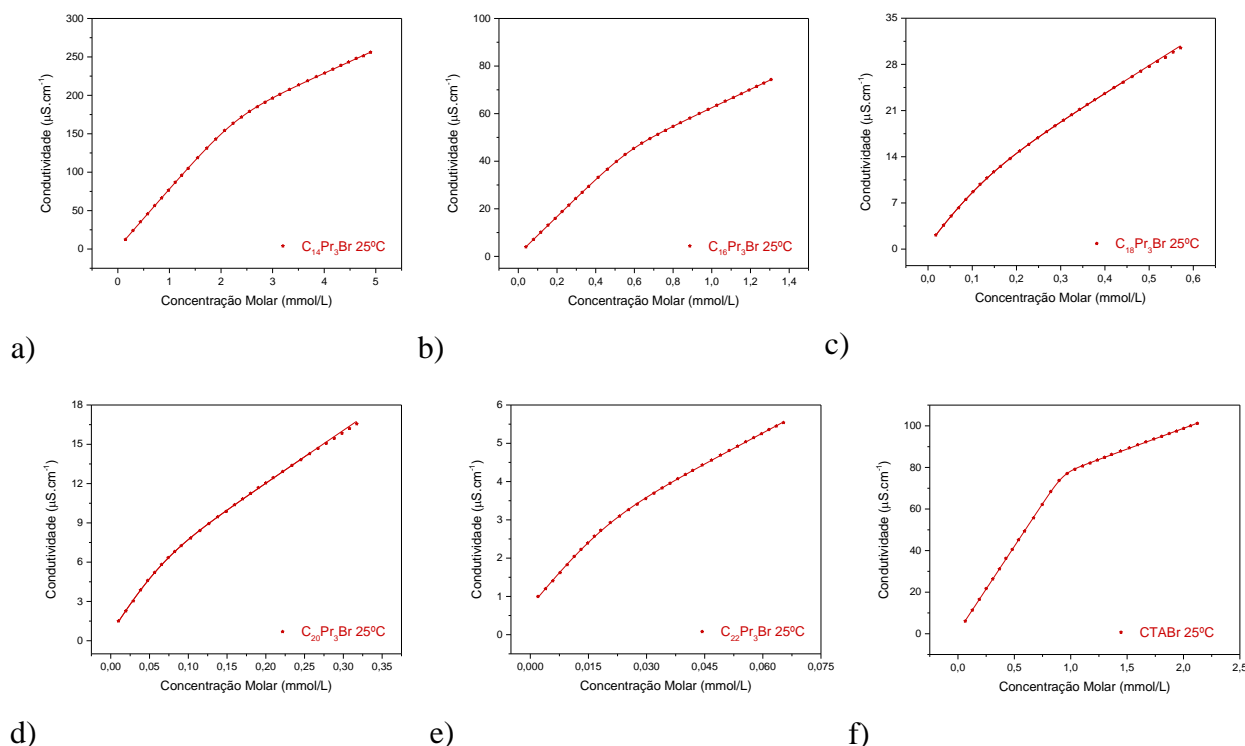 300
250
200
150
100
50
0
Condutividade (µS.cm⁻¹)
0 1 2 3 4 5
Concentração Molar (mmol/L)
C₁₄Pr₃Br 25ºC
a)
100
80
60
40
20
0
Condutividade (µS.cm⁻¹)
0,0 0,2 0,4 0,6 0,8 1,0 1,2 1,4
Concentração Molar (mmol/L)
C₁₆Pr₃Br 25ºC
b)
35
28
21
14
7
0
Condutividade (µS.cm⁻¹)
0,0 0,1 0,2 0,3 0,4 0,5 0,6
Concentração Molar (mmol/L)
C₁₈Pr₃Br 25ºC
c)
18
15
12
9
6
3
0
Condutividade (µS.cm⁻¹)
0,00 0,05 0,10 0,15 0,20 0,25 0,30 0,35
Concentração Molar (mmol/L)
C₂₀Pr₃Br 25ºC
d)
6
5
4
3
2
1
0
Condutividade (µS.cm⁻¹)
0,000 0,015 0,030 0,045 0,060 0,075
Concentração Molar (mmol/L)
C₂₂Pr₃Br 25ºC
e)
100
80
60
40
20
0
Condutividade (µS.cm⁻¹)
0,0 0,5 1,0 1,5 2,0 2,5
Concentração Molar (mmol/L)
CTABr 25ºC
f)